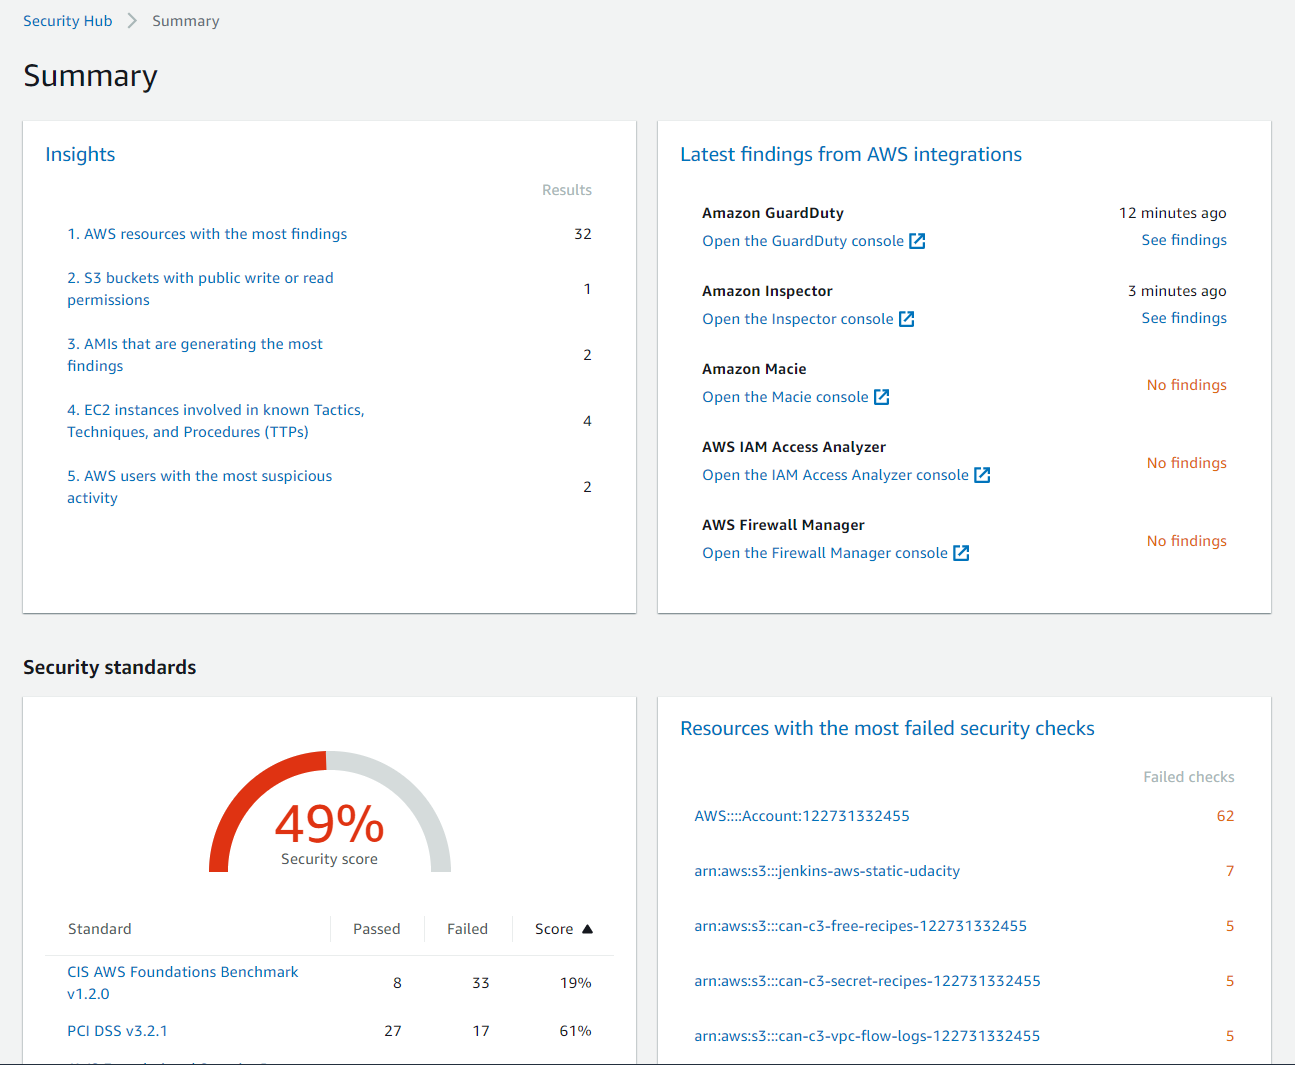 Security Hub > Summary
Summary
Insights
Results
1. AWS resources with the most findings 32
2. S3 buckets with public write or read
permissions
1
3. AMIs that are generating the most
findings
2
4. EC2 instances involved in known Tactics,
Techniques, and Procedures (TTPs)
4
5. AWS users with the most suspicious
activity
2
Latest findings from AWS integrations
Amazon GuardDuty 12 minutes ago
Open the GuardDuty console See findings
Amazon Inspector 3 minutes ago
Open the Inspector console See findings
Amazon Macie
Open the Macie console
No findings
AWS IAM Access Analyzer
Open the IAM Access Analyzer console
No findings
AWS Firewall Manager
Open the Firewall Manager console
No findings
Security standards
49%
Security score
Standard Passed Failed Score
CIS AWS Foundations Benchmark
v1.2.0
8 33 19%
PCI DSS v3.2.1 27 17 61%
Resources with the most failed security checks
Failed checks
AWS::::Account:122731332455 62
arn:aws:s3:::jenkins-aws-static-udacity 7
arn:aws:s3:::can-c3-free-recipes-122731332455 5
arn:aws:s3:::can-c3-secret-recipes-122731332455 5
arn:aws:s3:::can-c3-vpc-flow-logs-122731332455 5